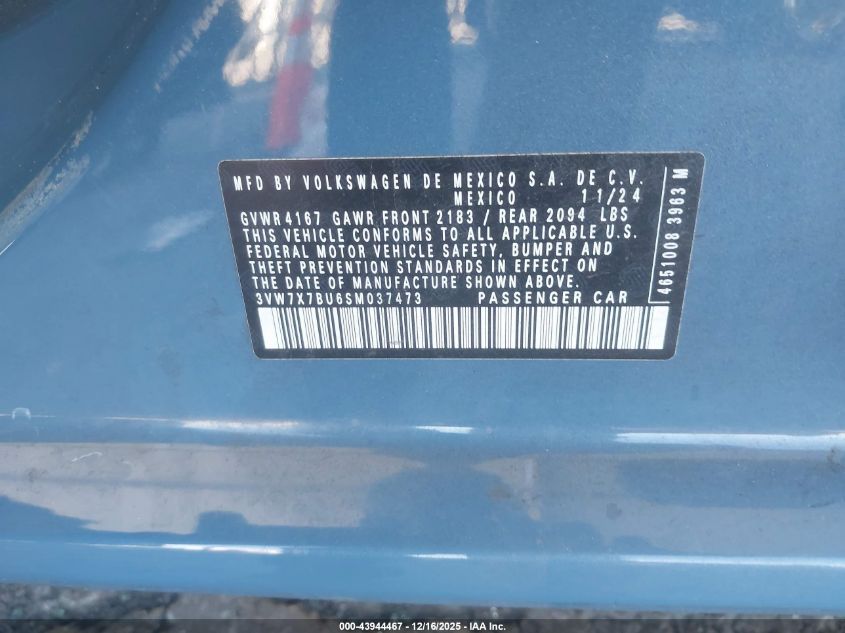 MFD BY VOLKSWAGEN DE MEXICO S.A. DE C.V.
MEXICO 11/24
GVWR 4167 GAWR FRONT 2183 / REAR 2094 LBS
THIS VEHICLE CONFORMS TO ALL APPLICABLE U.S.
FEDERAL MOTOR VEHICLE SAFETY, BUMPER AND
THEFT PREVENTION STANDARDS IN EFFECT ON
THE DATE OF MANUFACTURE SHOWN ABOVE.
3VW7X7BU6SM037473 PASSENGER CAR
4651008 3963 M
000-43944467 - 12/16/2025 - IAA Inc.